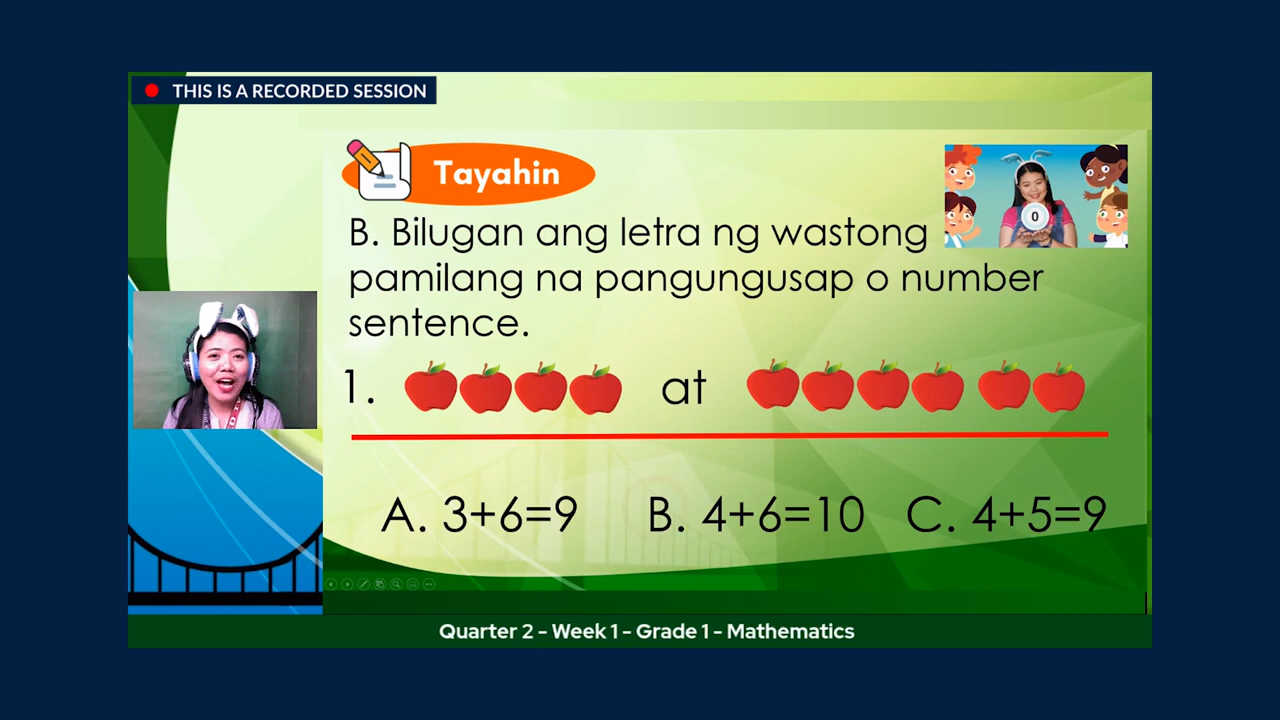 THIS IS A RECORDED SESSION
Tayahin
0
B. Bilugan ang letra ng wastong
pamilang na pangungusap o number
sentence.
1. at
A. 3+6=9 B. 4+6=10 C. 4+5=9
Quarter 2 - Week 1 - Grade 1 - Mathematics